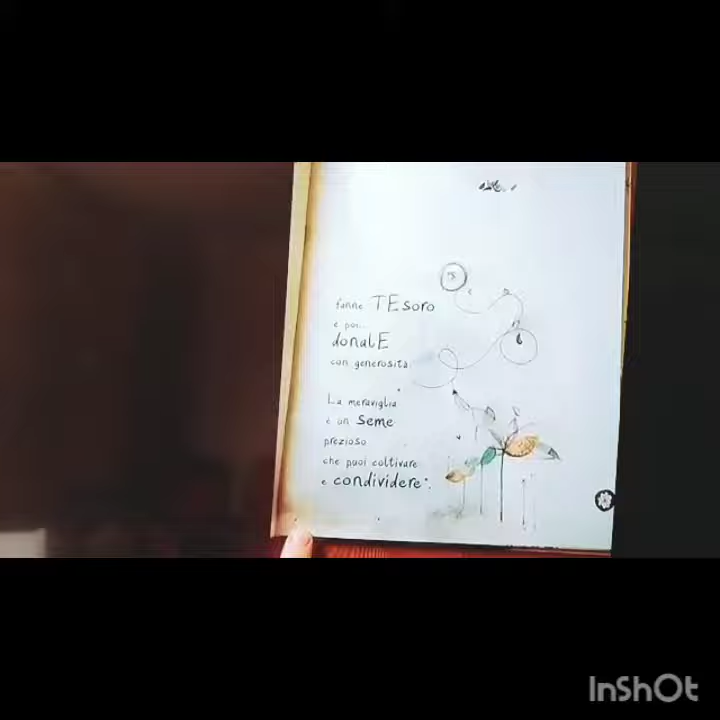 fanne TEsoro
e poi...
donalE
con generosità
La meraviglia
è un seme
prezioso
che puoi coltivare
e condividere.
InShOt